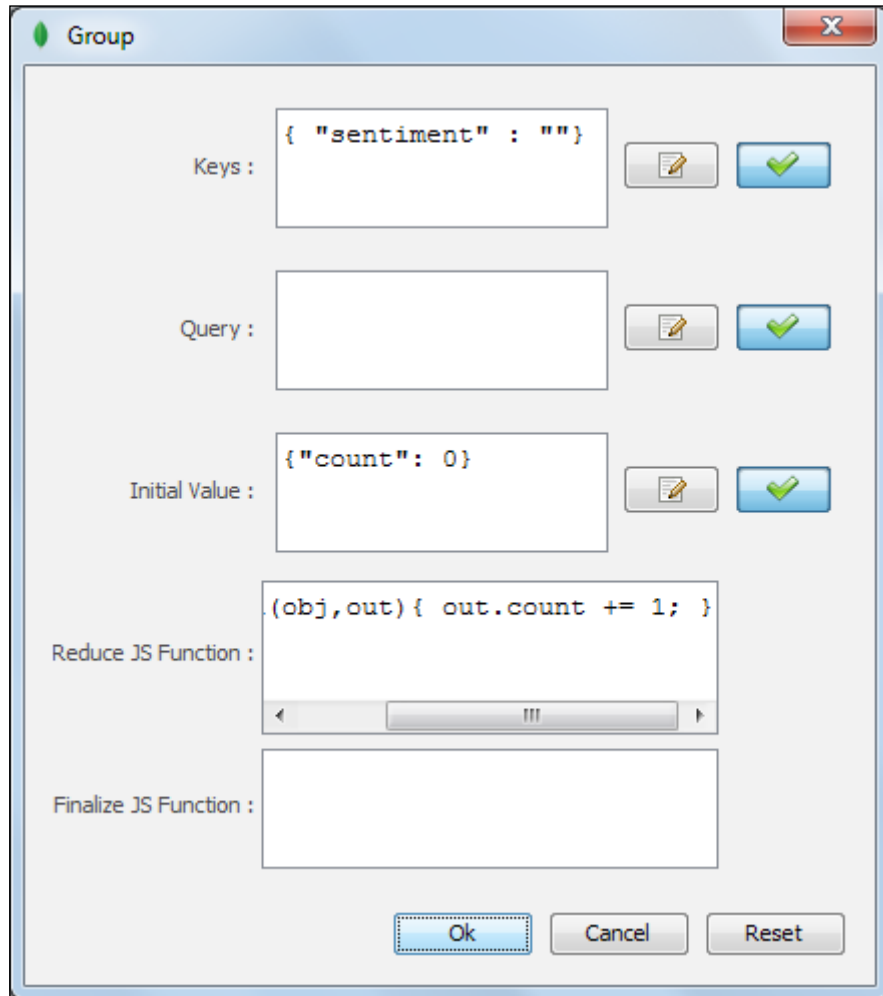 Group
Keys :
{ "sentiment" : ""}
Query :
Initial Value :
{"count": 0}
Reduce JS Function :
(obj,out){ out.count += 1; }
Finalize JS Function :
Ok
Cancel
Reset